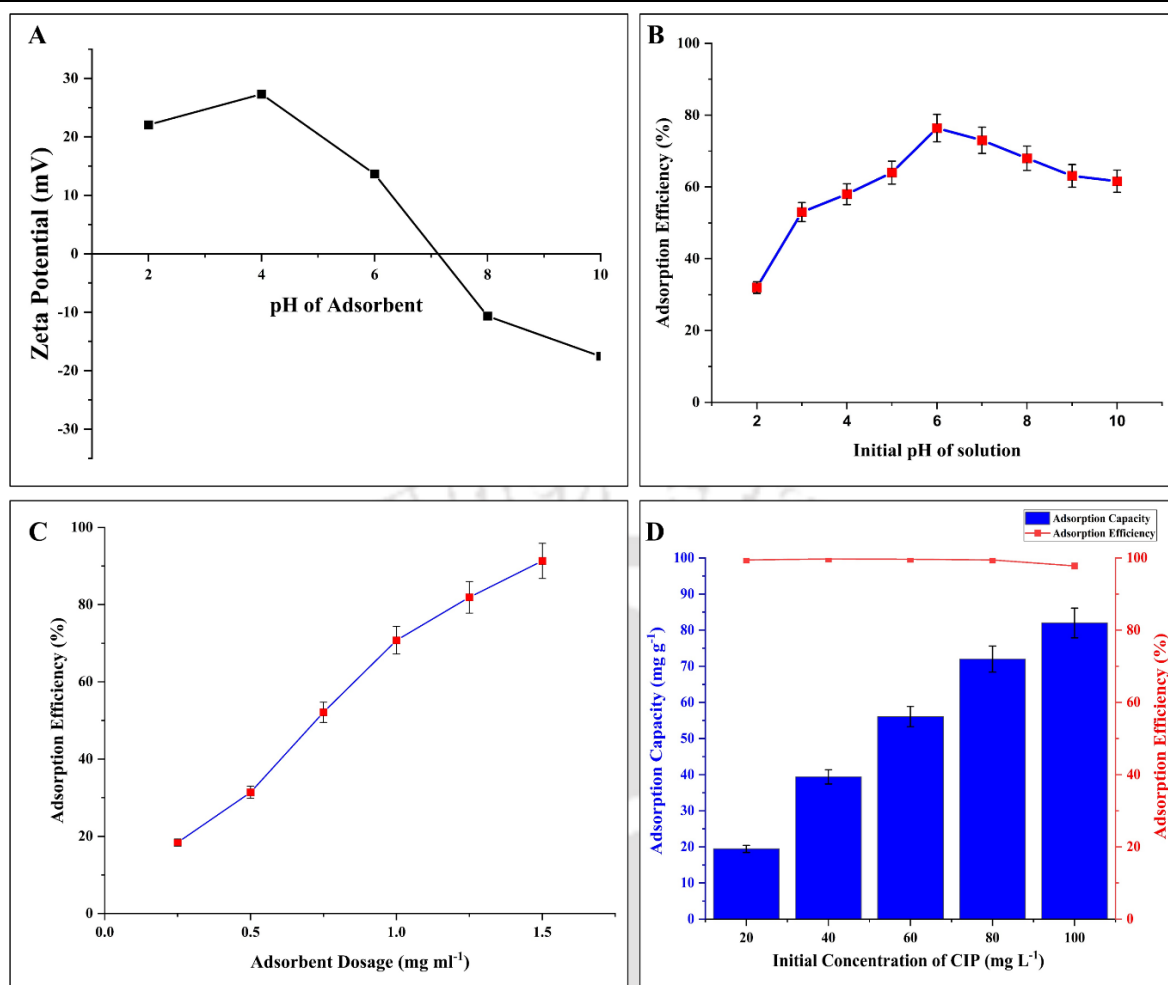 A
30
20
10
0
-10
-20
-30
2 4 6 8 10
Zeta Potential (mV)
pH of Adsorbent
B
100
80
60
40
20
0
2 4 6 8 10
Adsorption Efficiency (%)
Initial pH of solution
C
100
80
60
40
20
0
0.0 0.5 1.0 1.5
Adsorption Efficiency (%)
Adsorbent Dosage (mg ml⁻¹)
D
Adsorption Capacity
Adsorption Efficiency
100
90
80
70
60
50
40
30
20
10
0
Adsorption Capacity (mg g⁻¹)
100
80
60
40
20
0
Adsorption Efficiency (%)
20 40 60 80 100
Initial Concentration of CIP (mg L⁻¹)